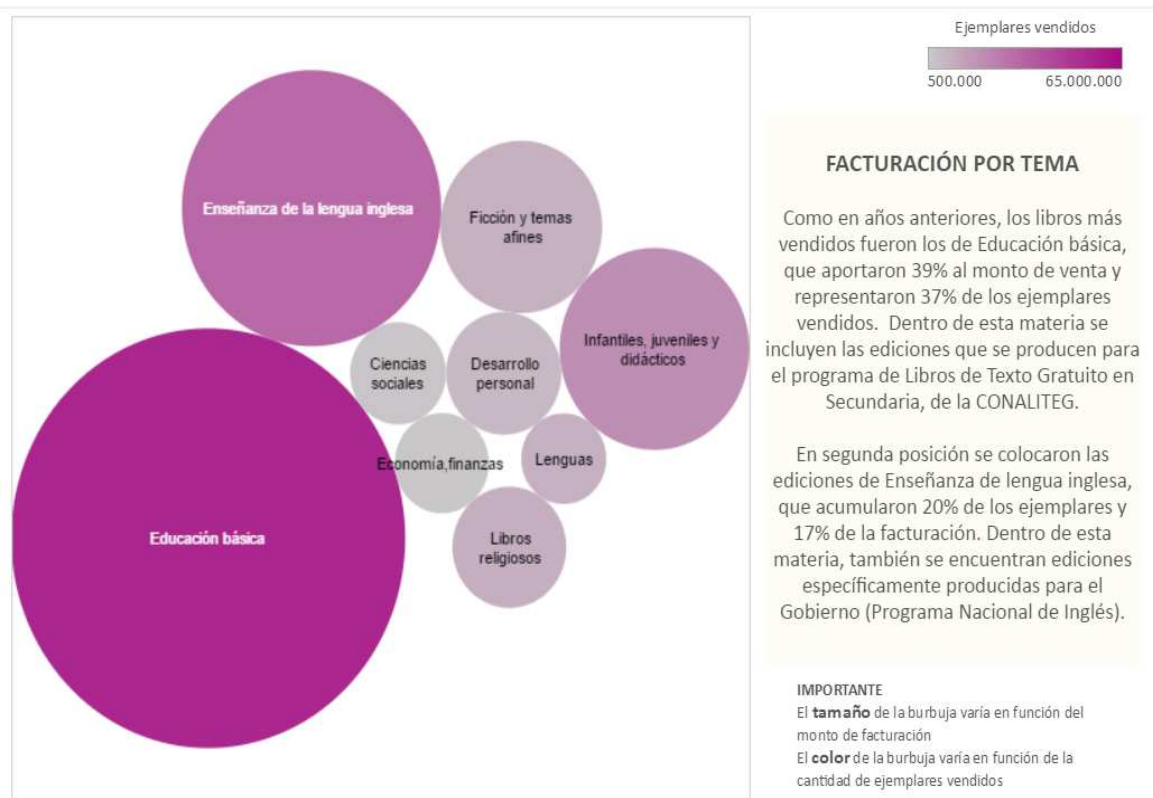 Ejemplares vendidos
500.000 65.000.000
Enseñanza de la lengua inglesa
Ficción y temas
afines
Infantiles, juveniles y
didácticos
Ciencias
sociales
Desarrollo
personal
Economía,finanzas
Lenguas
Educación básica
Libros
religiosos
FACTURACIÓN POR TEMA
Como en años anteriores, los libros más
vendidos fueron los de Educación básica,
que aportaron 39% al monto de venta y
representaron 37% de los ejemplares
vendidos. Dentro de esta materia se
incluyen las ediciones que se producen para
el programa de Libros de Texto Gratuito en
Secundaria, de la CONALITEG.
En segunda posición se colocaron las
ediciones de Enseñanza de lengua inglesa,
que acumularon 20% de los ejemplares y
17% de la facturación. Dentro de esta
materia, también se encuentran ediciones
específicamente producidas para el
Gobierno (Programa Nacional de Inglés).
IMPORTANTE
El tamaño de la burbuja varía en función del
monto de facturación
El color de la burbuja varía en función de la
cantidad de ejemplares vendidos